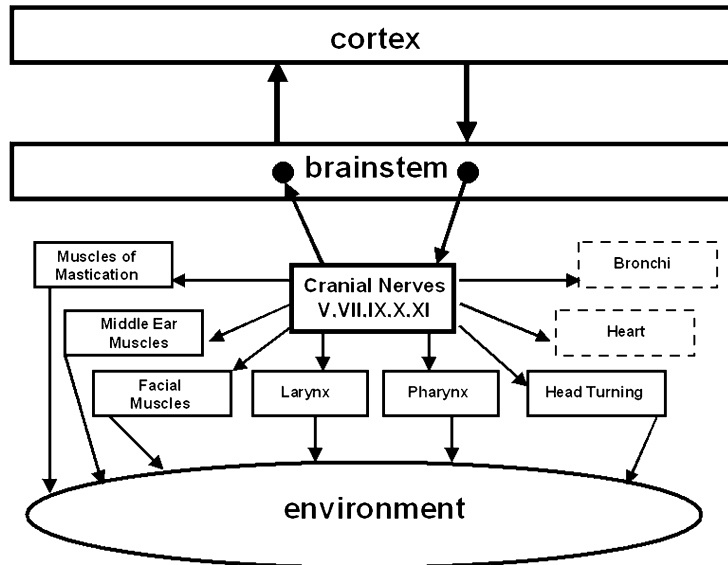 cortex
brainstem
Muscles of
Mastication
Cranial Nerves
V.VII.IX.X.XI
Bronchi
Middle Ear
Muscles
Heart
Facial
Muscles
Larynx
Pharynx
Head Turning
environment